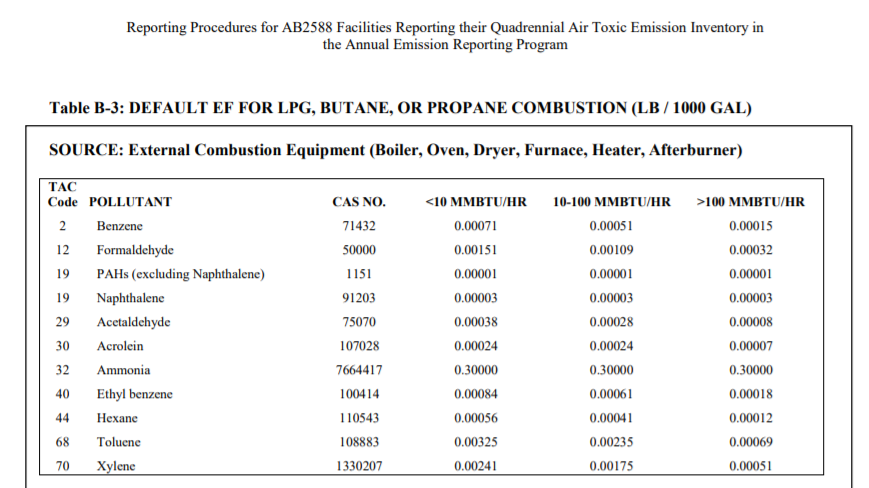 Reporting Procedures for AB2588 Facilities Reporting their Quadrennial Air Toxic Emission Inventory in
the Annual Emission Reporting Program
Table B-3: DEFAULT EF FOR LPG, BUTANE, OR PROPANE COMBUSTION (LB / 1000 GAL)
SOURCE: External Combustion Equipment (Boiler, Oven, Dryer, Furnace, Heater, Afterburner)
TAC
Code POLLUTANT CAS NO. <10 MMBTU/HR 10-100 MMBTU/HR >100 MMBTU/HR
2 Benzene 71432 0.00071 0.00051 0.00015
12 Formaldehyde 50000 0.00151 0.00109 0.00032
19 PAHs (excluding Naphthalene) 1151 0.00001 0.00001 0.00001
19 Naphthalene 91203 0.00003 0.00003 0.00003
29 Acetaldehyde 75070 0.00038 0.00028 0.00008
30 Acrolein 107028 0.00024 0.00024 0.00007
32 Ammonia 7664417 0.30000 0.30000 0.30000
40 Ethyl benzene 100414 0.00084 0.00061 0.00018
44 Hexane 110543 0.00056 0.00041 0.00012
68 Toluene 108883 0.00325 0.00235 0.00069
70 Xylene 1330207 0.00241 0.00175 0.00051